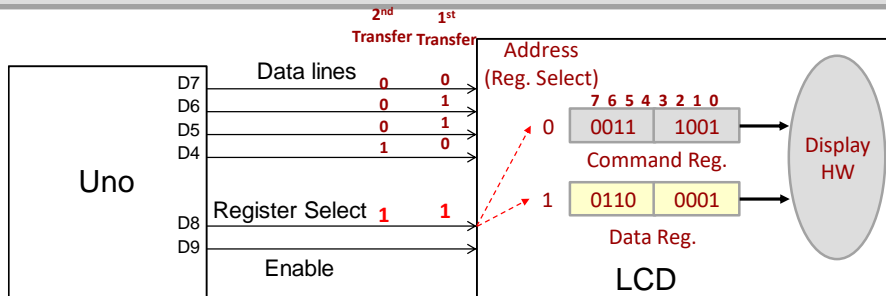 2nd 1st
Transfer Transfer
Address
(Reg. Select)
Data lines
D7 0 0
D6 0 1
D5 0 1
D4 1 0
7 6 5 4 3 2 1 0
0 0011 1001
Command Reg.
Display
HW
Uno
1 0110 0001
Data Reg.
D8 Register Select 1 1
D9
Enable
LCD